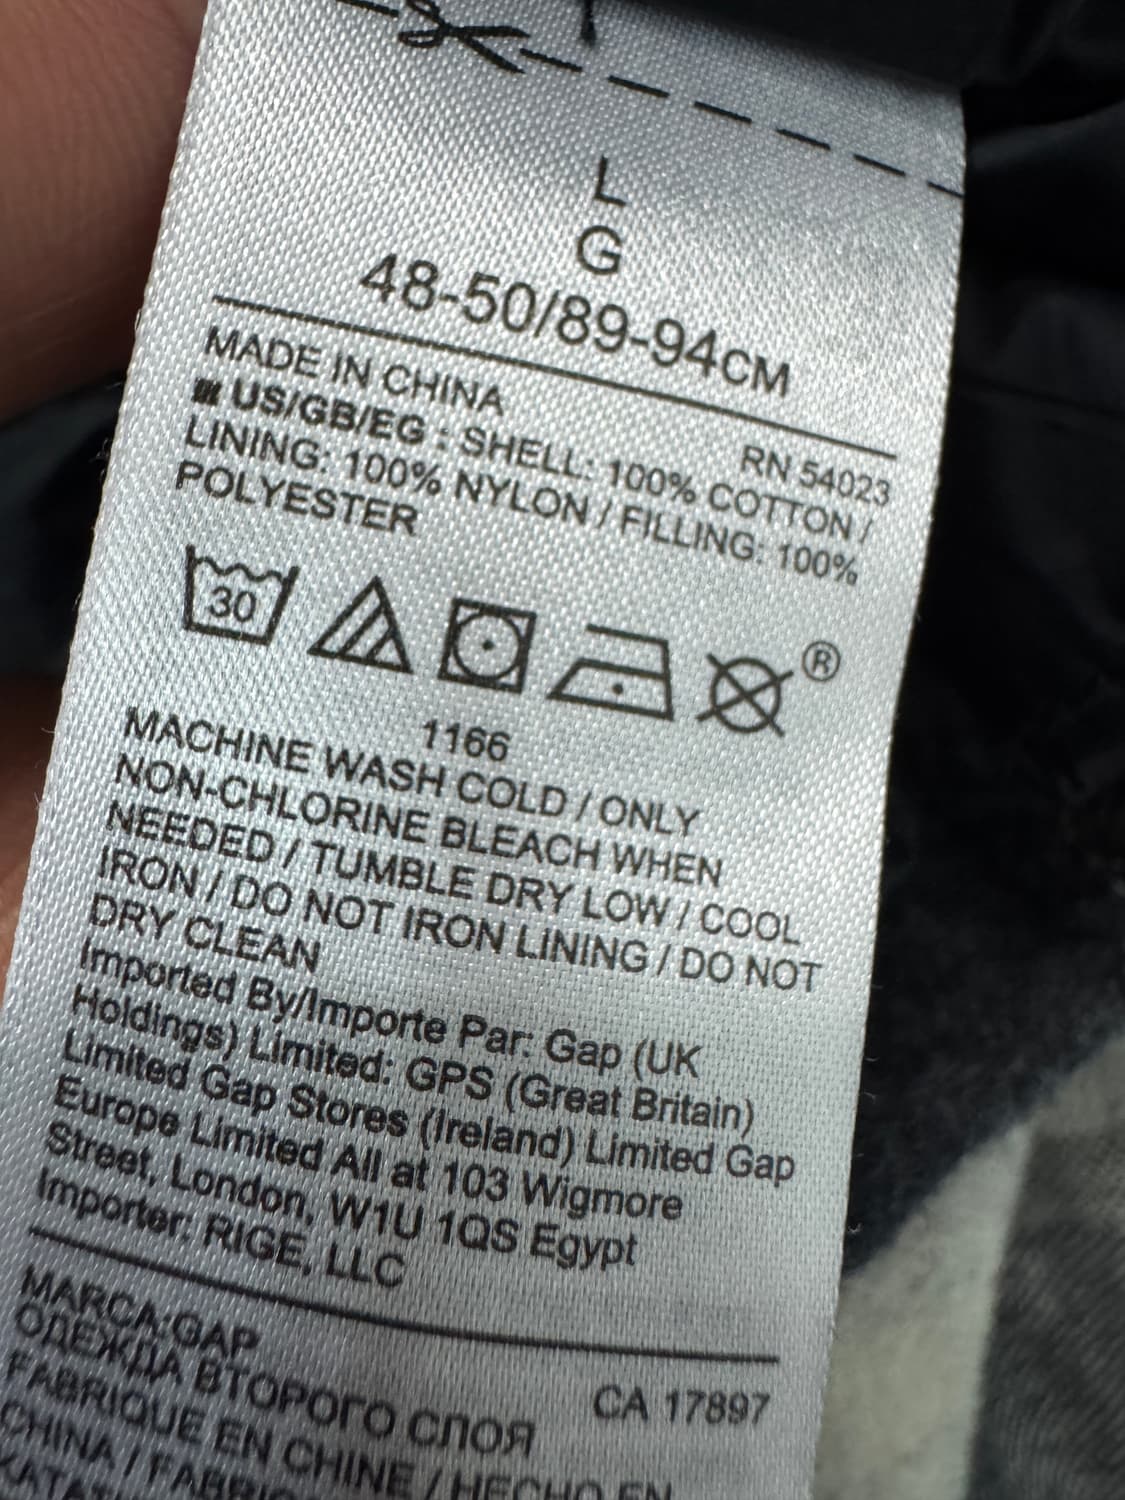 L
G
48-50/89-94CM
MADE IN CHINA
RN 54023
US/GB/EG : SHELL: 100% COTTON /
LINING: 100% NYLON / FILLING: 100%
POLYESTER
30
®
1166
MACHINE WASH COLD / ONLY
NON-CHLORINE BLEACH WHEN
NEEDED / TUMBLE DRY LOW / COOL
IRON / DO NOT IRON LINING / DO NOT
DRY CLEAN
Imported By/Importe Par: Gap (UK
Holdings) Limited: GPS (Great Britain)
Limited Gap Stores (Ireland) Limited Gap
Europe Limited All at 103 Wigmore
Street, London, W1U 1QS Egypt
Importer: RIGE, LLC
CA 17897
MARCA:GAP
ОДЕЖДА ВТОРОГО СЛОЯ
FABRIQUE EN CHINE / HECHO EN
CHINA /